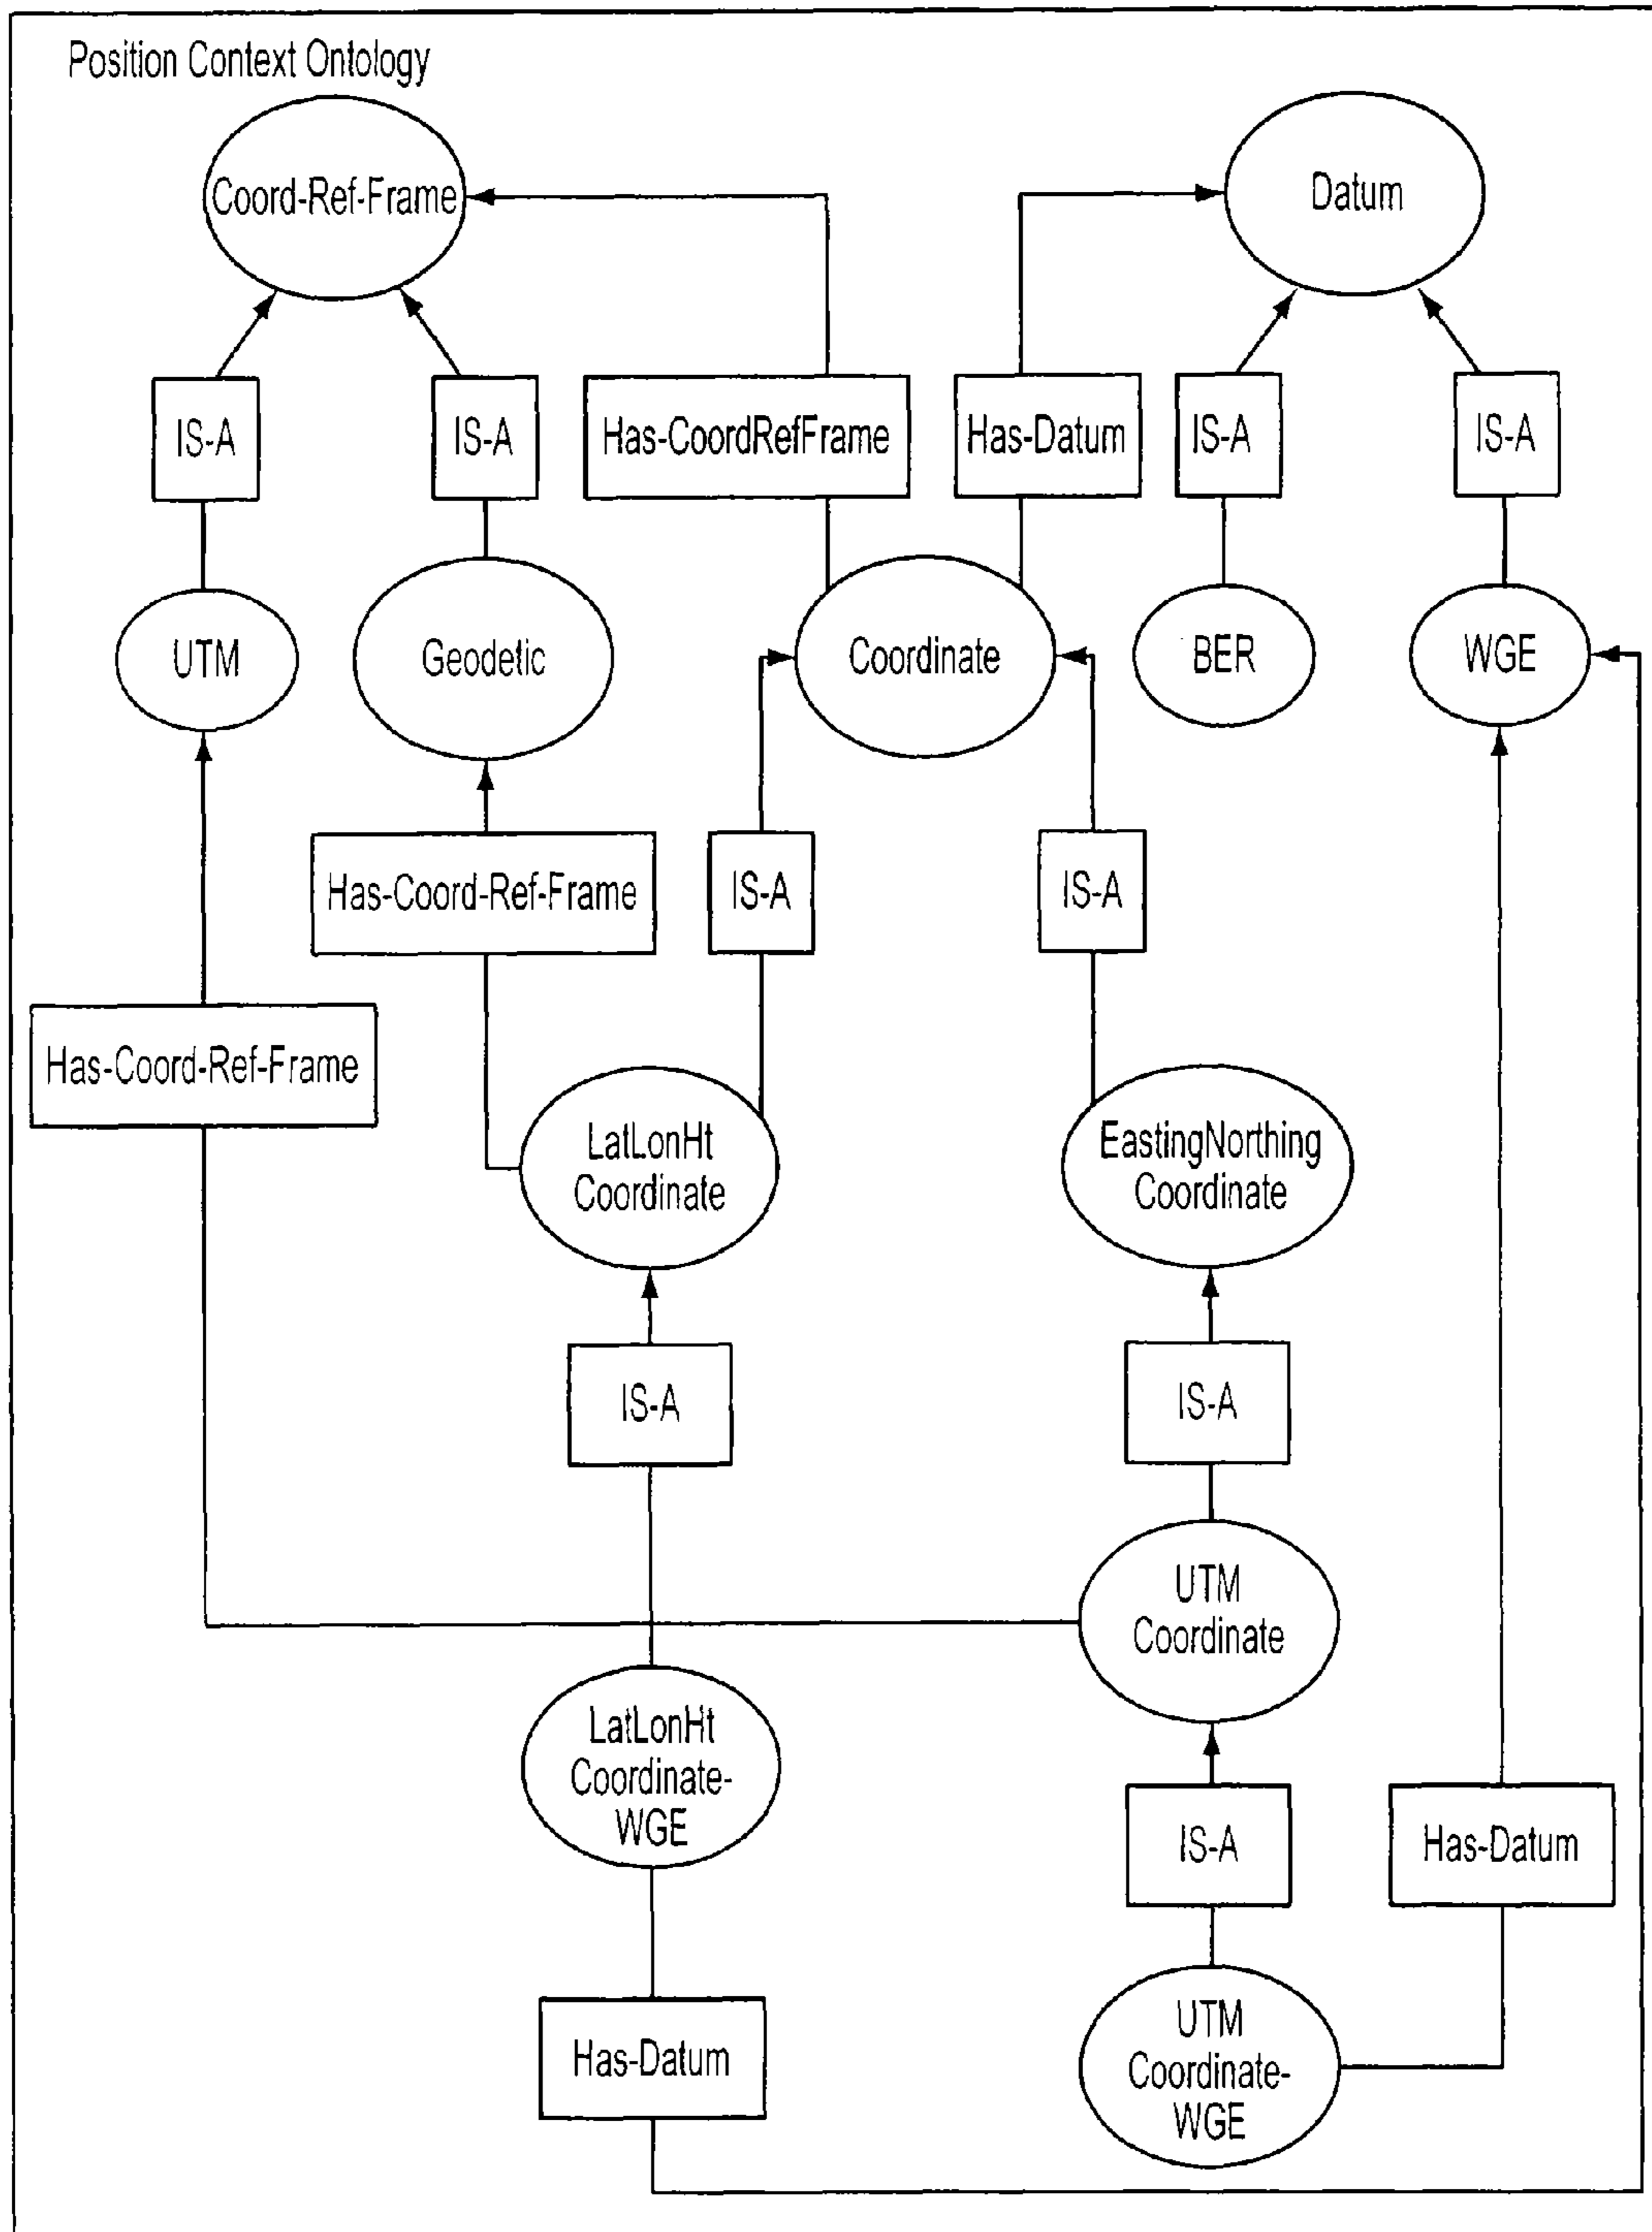 Position Context Ontology
Coord-Ref-Frame
Datum
IS-A
IS-A
Has-CoordRefFrame
Has-Datum
IS-A
IS-A
UTM
Geodetic
Coordinate
BER
WGE
Has-Coord-Ref-Frame
IS-A
IS-A
Has-Coord-Ref-Frame
LatLonHt
Coordinate
EastingNorthing
Coordinate
IS-A
IS-A
UTM
Coordinate
LatLonHt
Coordinate-
WGE
IS-A
Has-Datum
Has-Datum
UTM
Coordinate-
WGE